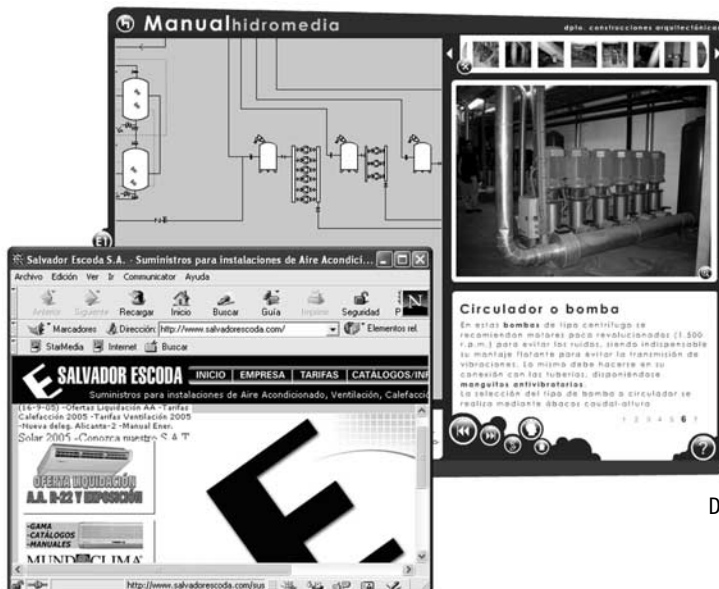 Manualhidromedia
dpto. construcciones arquitectónicas
Circulador o bomba
En estas bombas de tipo centrífugo se
recomiendan motores poco revolucionados (1.500
r.p.m.) para evitar los ruidos, siendo indispensable
su montaje flotante para evitar la transmisión de
vibraciones. Lo mismo debe hacerse en su
conexión con las tuberías, disponiéndose
manguitos antivibratorios.
La selección del tipo de bomba o circulador se
realiza mediante ábacos caudal-altura
1 2 3 4 5 6 7
?
Salvador Escoda S.A. - Suministros para instalaciones de Aire Acondici...
Archivo Edición Ver Ir Communicator Ayuda
Anterior Siguiente Recargar Inicio Buscar Guía Imprimir Seguridad P
N
Marcadores Dirección: http://www.salvadorescoda.com/ Elementos rel
StarMedia Internet Buscar
SALVADOR ESCODA INICIO EMPRESA TARIFAS CATÁLOGOS/INF
Suministros para instalaciones de Aire Acondicionado, Ventilación, Calefacció
(16-9-05) -Ofertas Liquidación AA -Tarifas
Calefacción 2005 -Tarifas Ventilación 2005
-Nueva deleg. Alicante-2 -Manual Ener.
Solar 2005 -Conozca nuestro S.A.T.
OFERTA LIQUIDACIÓN
A.A. R-22 Y EXPOSICIÓN
-GAMA
-CATÁLOGOS
-MANUALES
MUNDOCLIMA
http://www.salvadorescoda.com/sus
D